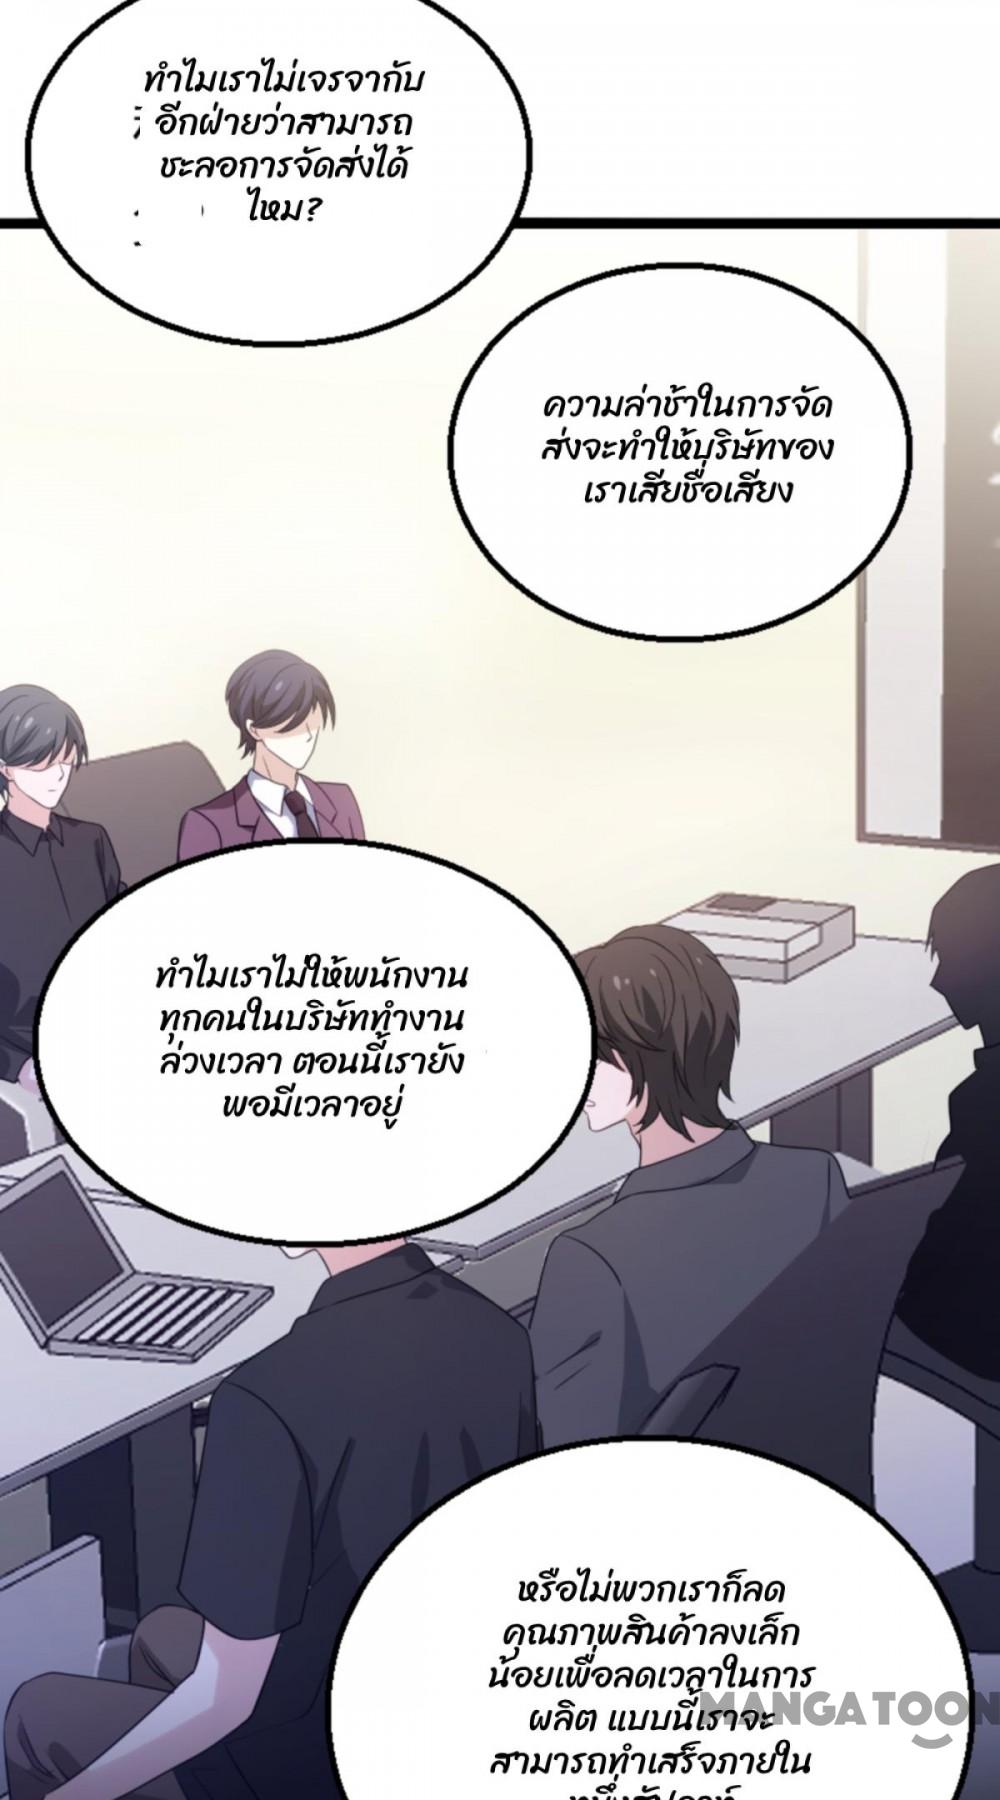 ทำไมเราไม่เจรจากับ
อีกฝ่ายว่าสามารถ
ชะลอการจัดส่งได้
ไหม?
ความล่าช้าในการจัด
ส่งจะทำให้บริษัทของ
เราเสียชื่อเสียง
ทำไมเราไม่ให้พนักงาน
ทุกคนในบริษัททำงาน
ล่วงเวลา ตอนนี้เรายัง
พอมีเวลาอยู่
หรือไม่พวกเราก็ลด
คุณภาพสินค้าลงเล็ก
น้อยเพื่อลดเวลาในการ
ผลิต แบบนี้เราจะ
สามารถทำเสร็จภายใน
หนึ่งสัปดาห์
MANGATOON